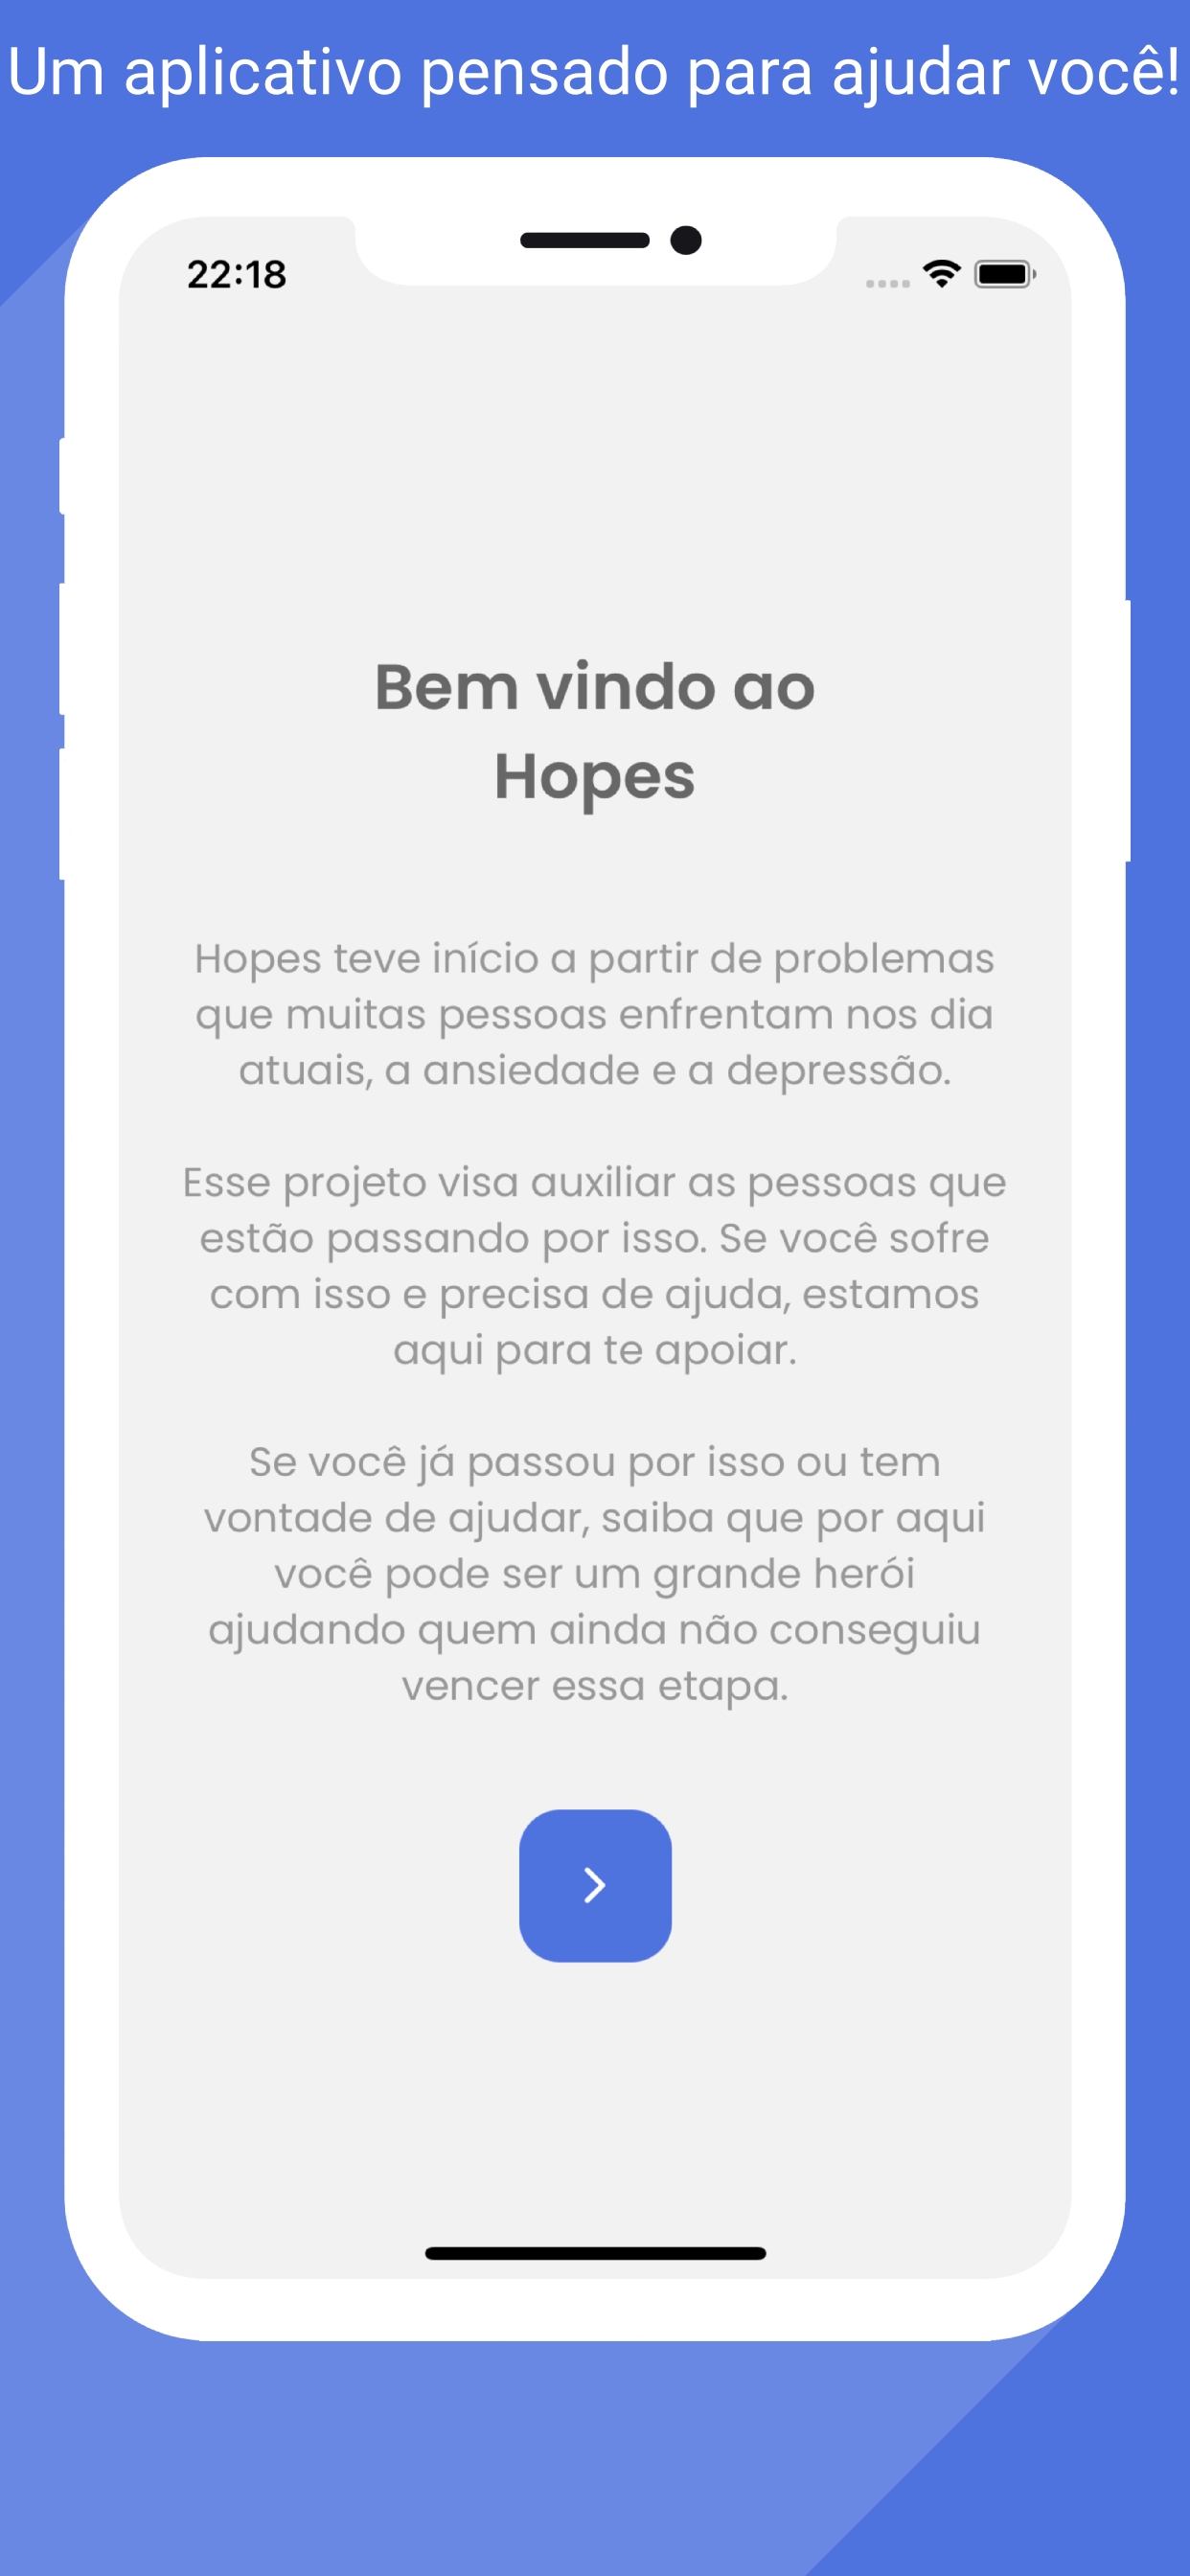 Um aplicativo pensado para ajudar você!
22:18
Bem vindo ao
Hopes
Hopes teve início a partir de problemas
que muitas pessoas enfrentam nos dia
atuais, a ansiedade e a depressão.
Esse projeto visa auxiliar as pessoas que
estão passando por isso. Se você sofre
com isso e precisa de ajuda, estamos
aqui para te apoiar.
Se você já passou por isso ou tem
vontade de ajudar, saiba que por aqui
você pode ser um grande herói
ajudando quem ainda não conseguiu
vencer essa etapa.